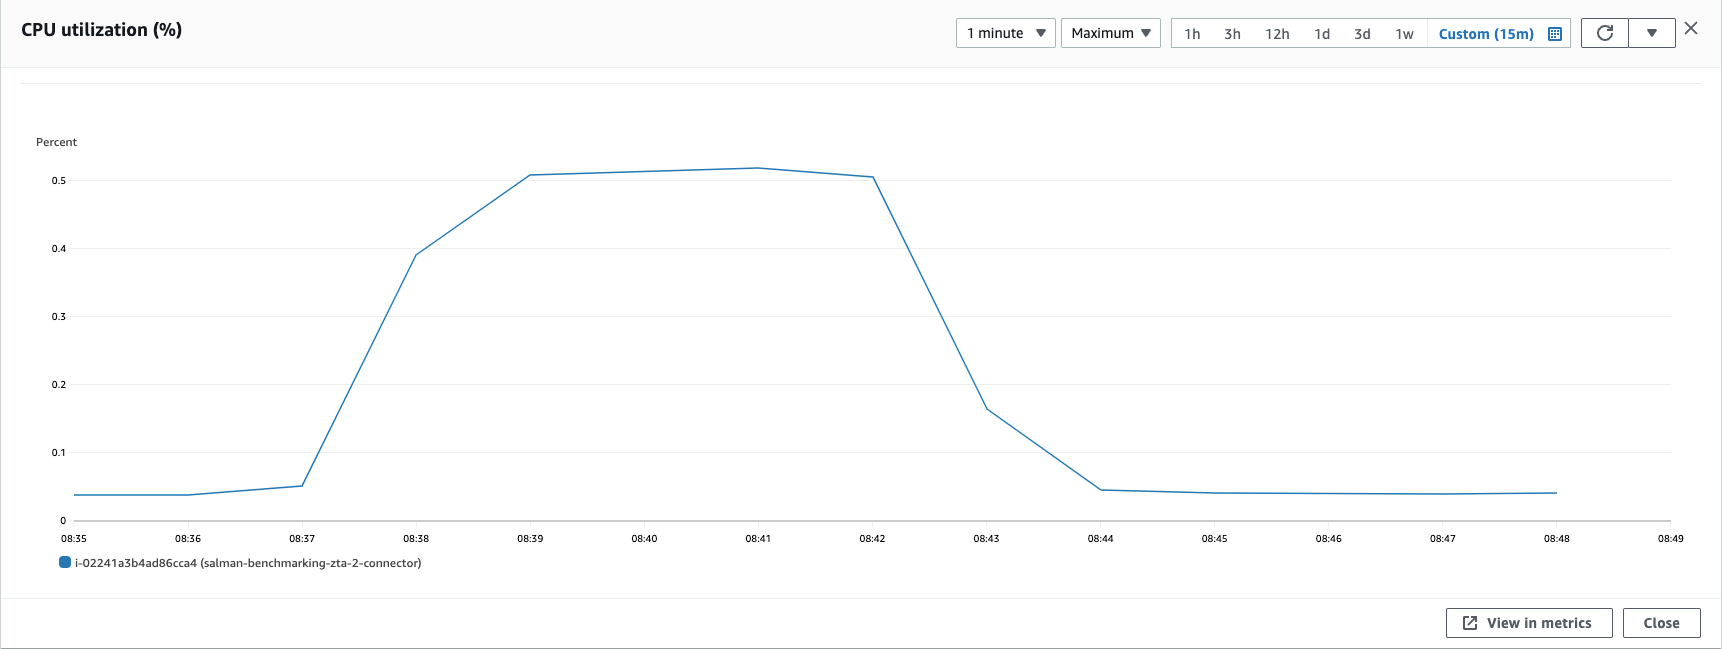 CPU utilization (%)
1 minute Maximum 1h 3h 12h 1d 3d 1w Custom (15m)
Percent
0.5
0.4
0.3
0.2
0.1
0
08:35 08:36 08:37 08:38 08:39 08:40 08:41 08:42 08:43 08:44 08:45 08:46 08:47 08:48 08:49
i-02241a3b4ad86cca4 (salman-benchmarking-zta-2-connector)
View in metrics Close